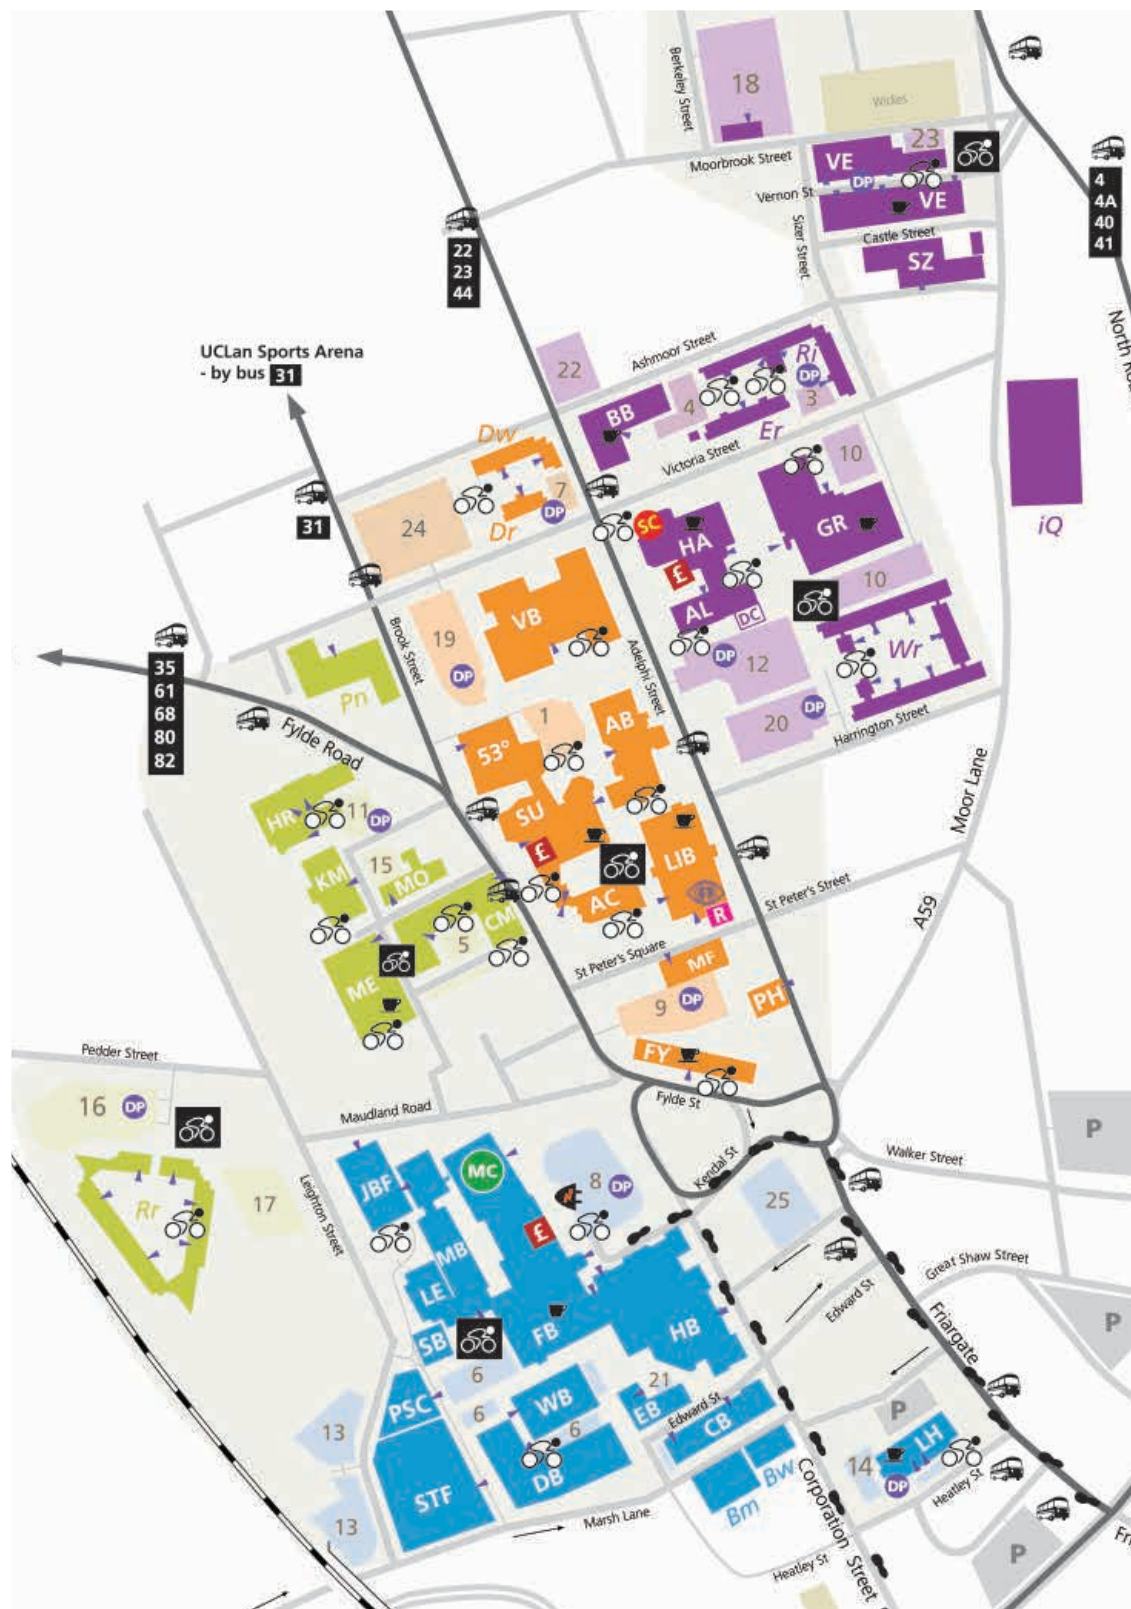 Berkeley Street
18
Wickes
Moorbrook Street
23
VE
DP
Vernon St
VE
4
4A
40
41
Sizer Street
Castle Street
SZ
22
23
44
North Ro
UCLan Sports Arena
- by bus 31
Ashmoor Street
22
Ri
DP
3
BB
4
Er
Victoria Street
iQ
Dw
7
DP
Dr
24
31
10
SC
HA
GR
£
10
AL
DC
12
DP
Wr
VB
Brook Street
19
DP
Adelphi Street
20
DP
Harrington Street
35
61
68
80
82
Pn
Fylde Road
1
AB
53°
HR
11
DP
SU
£
LIB
R
AC
KM
15
MO
CM
5
ME
Moor Lane
A59
St Peter's Street
St Peter's Square
MF
9
DP
PH
FY
Fylde St
Pedder Street
16
DP
Maudland Road
Kendal St
Walker Street
P
Rr
17
Leighton Street
JBF
MC
8
DP
25
£
MB
LE
SB
FB
HB
Edward St
Great Shaw Street
Friargate
P
6
PSC
6
WB
6
21
EB
Edward St
CB
DB
STF
13
13
Bm
Bw
Marsh Lane
Corporation Street
P
LH
14
DP
Heatley St
Heatley St
P
Fri